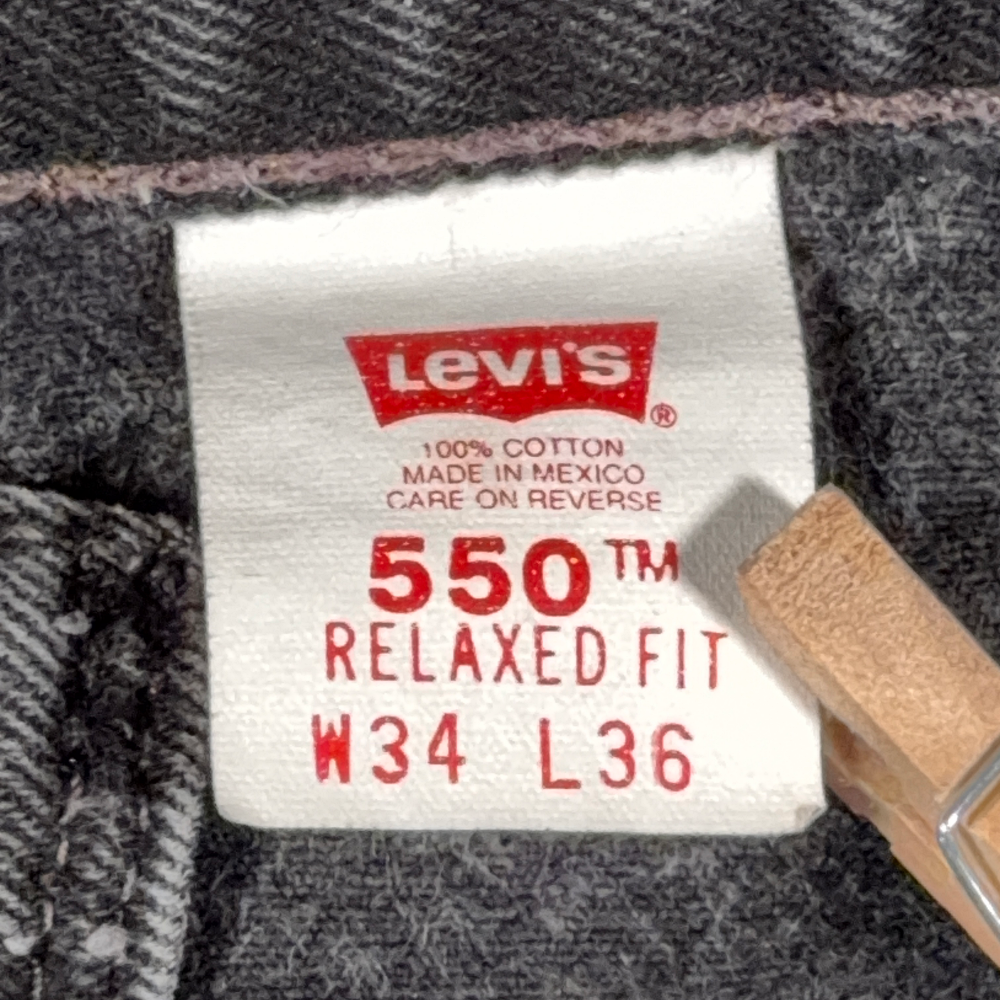 Levi's®
100% COTTON
MADE IN MEXICO
CARE ON REVERSE
550™
RELAXED FIT
W34 L36